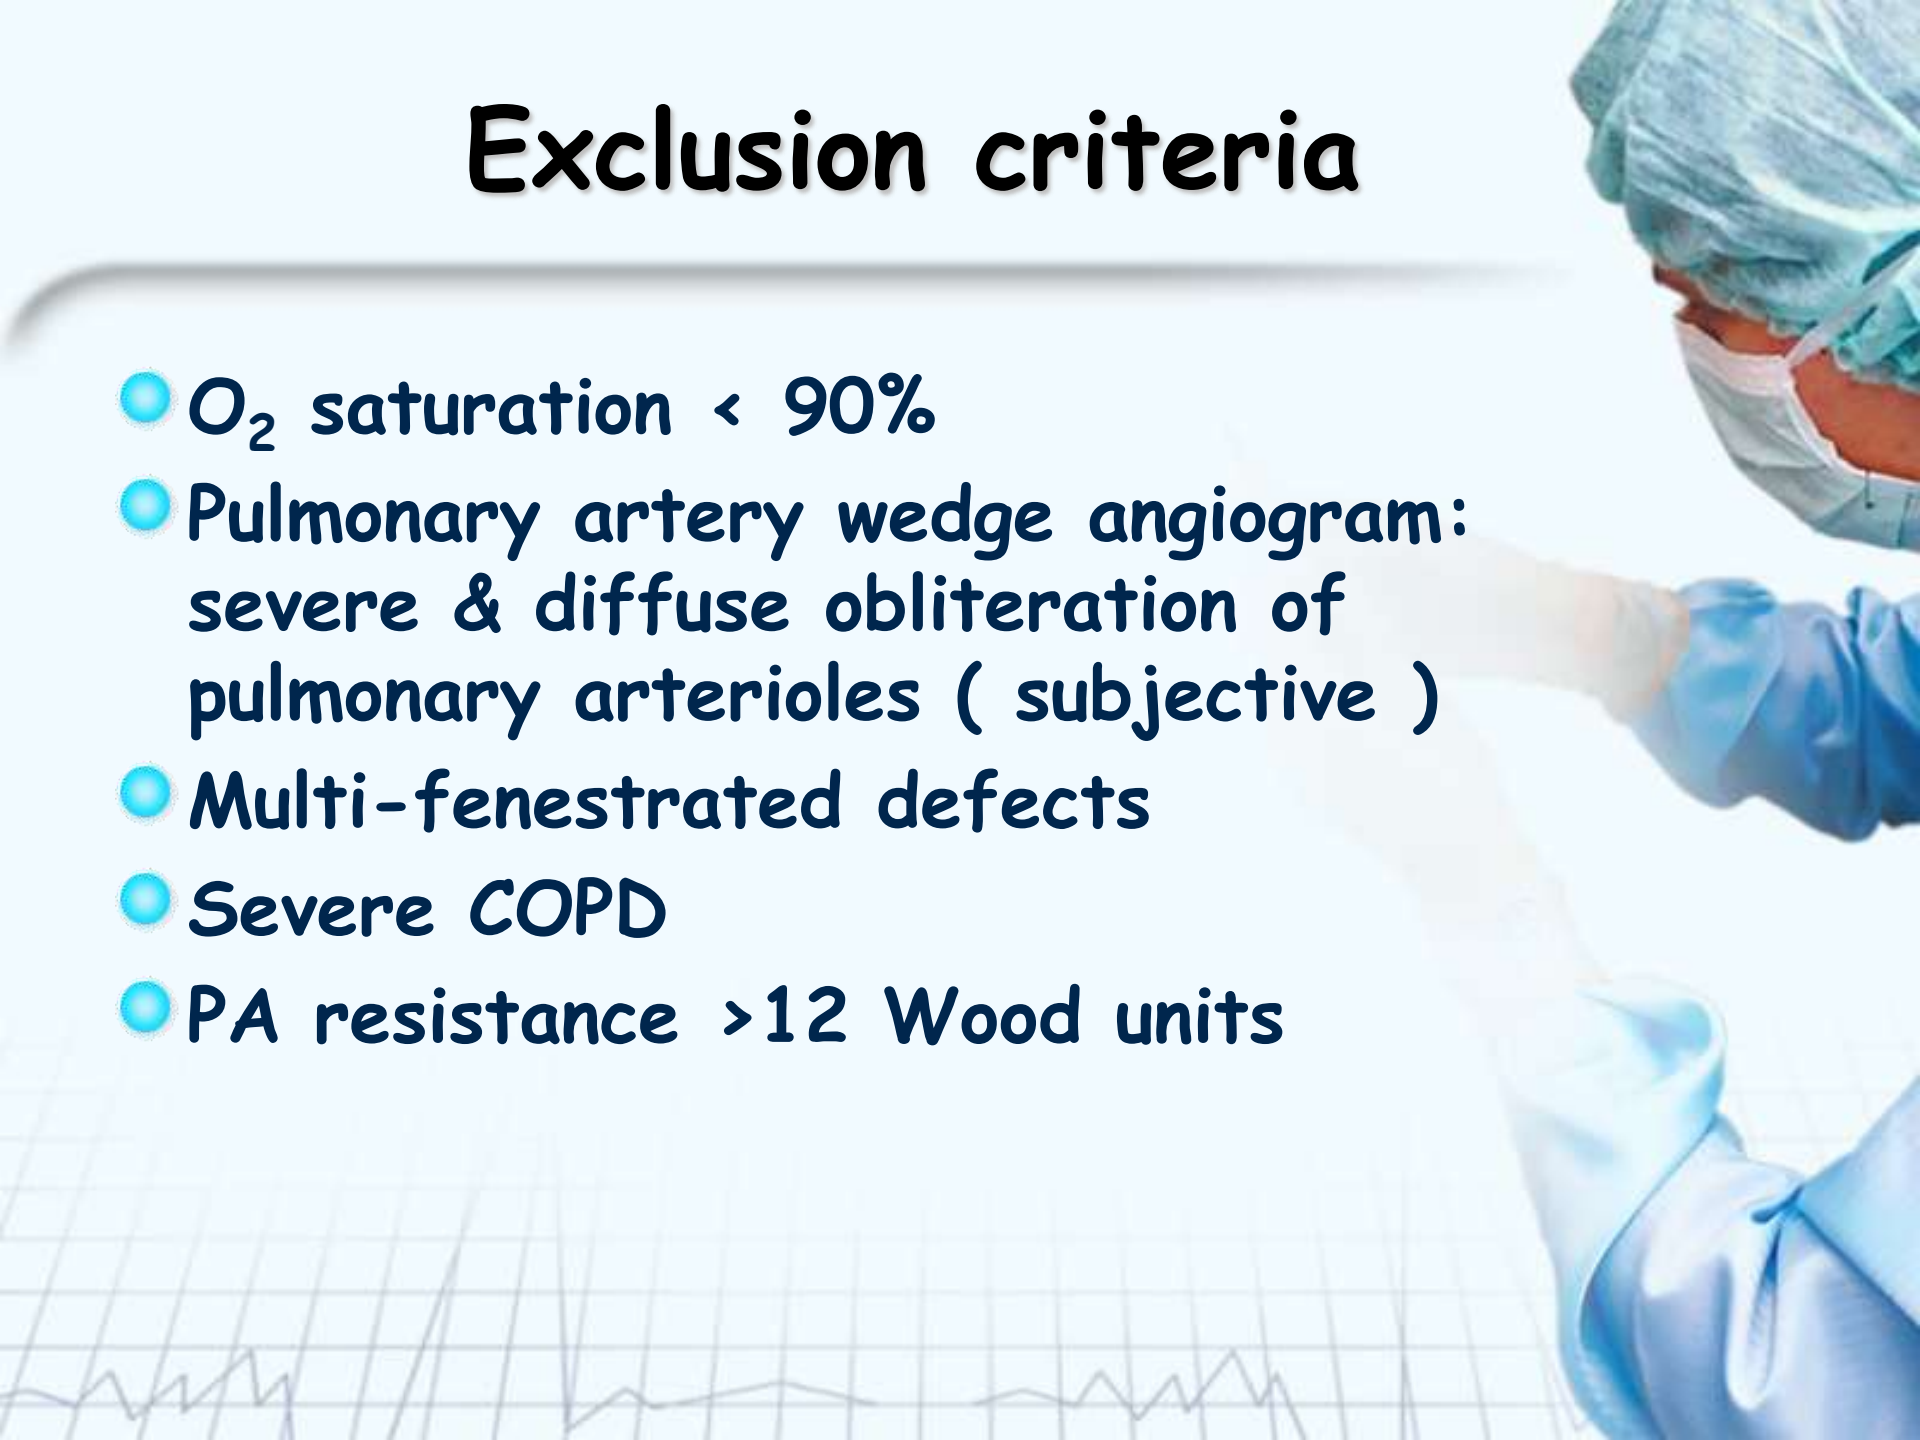 Exclusion criteria
O₂ saturation < 90%
Pulmonary artery wedge angiogram:
severe & diffuse obliteration of
pulmonary arterioles ( subjective )
Multi-fenestrated defects
Severe COPD
PA resistance >12 Wood units